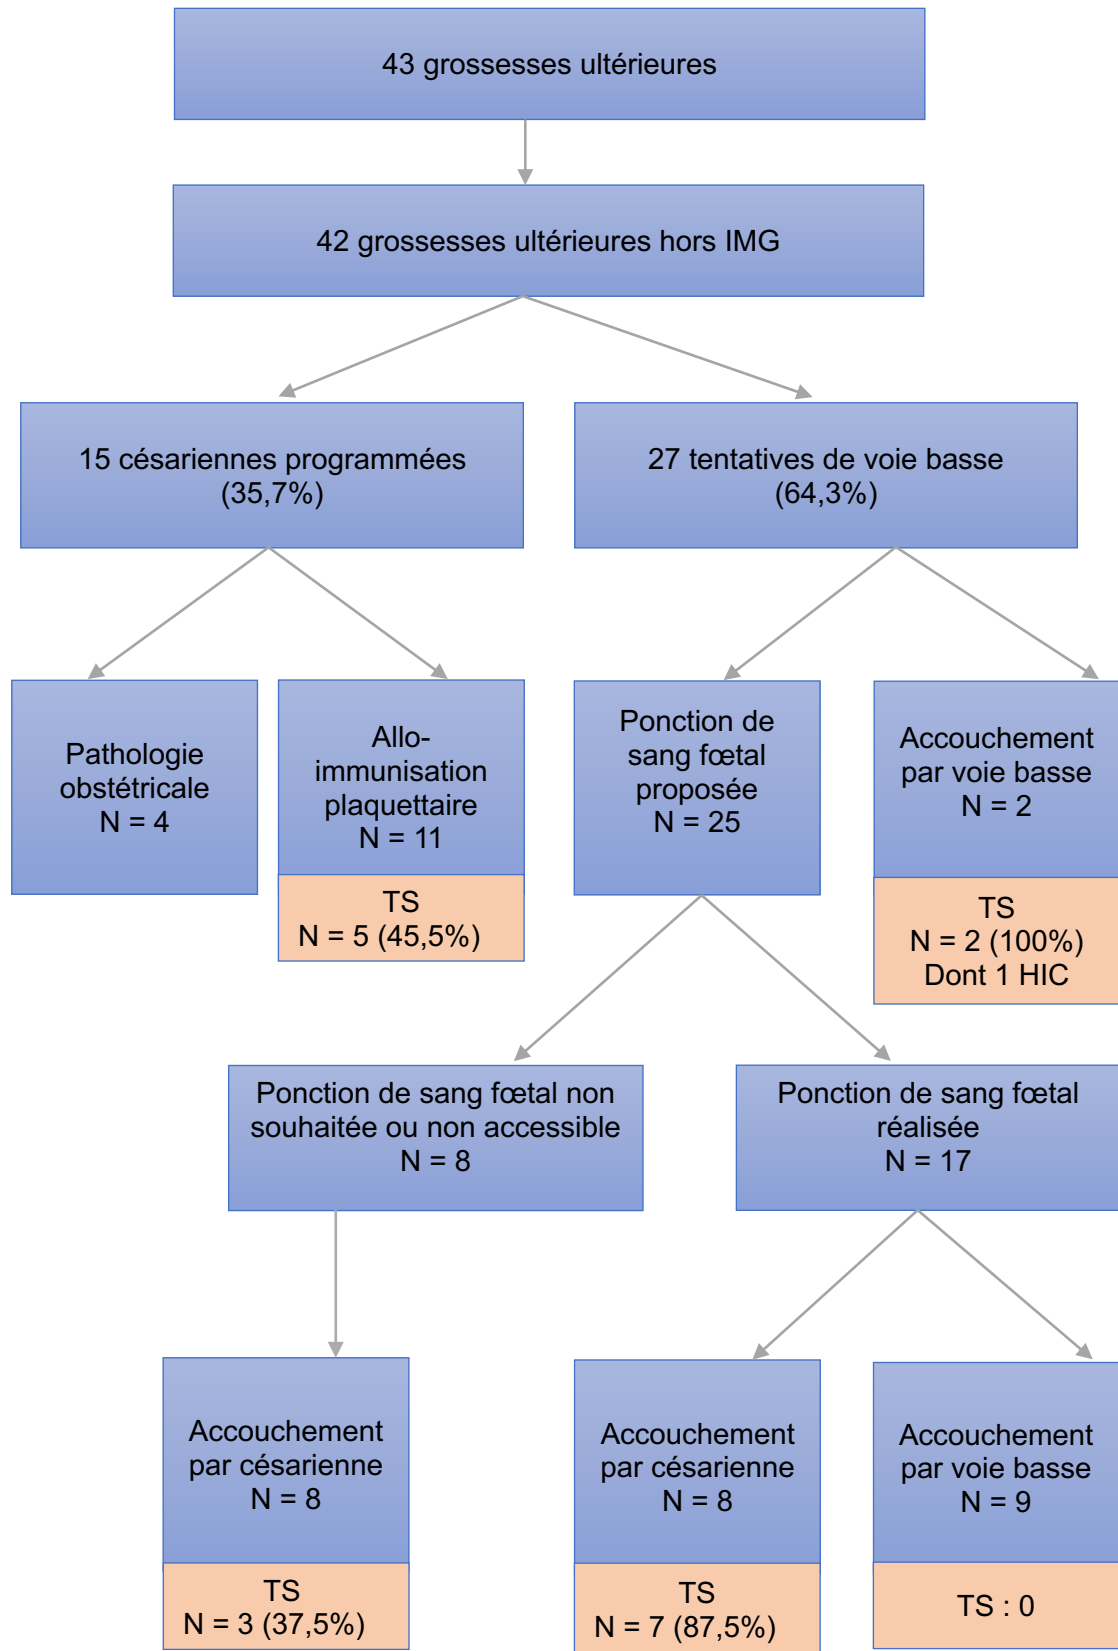 43 grossesses ultérieures
42 grossesses ultérieures hors IMG
15 césariennes programmées
(35,7%)
27 tentatives de voie basse
(64,3%)
Pathologie
obstétricale
N = 4
Allo-
immunisation
plaquettaire
N = 11
TS
N = 5 (45,5%)
Ponction de
sang fœtal
proposée
N = 25
Accouchement
par voie basse
N = 2
TS
N = 2 (100%)
Dont 1 HIC
Ponction de sang fœtal non
souhaitée ou non accessible
N = 8
Ponction de sang fœtal
réalisée
N = 17
Accouchement
par césarienne
N = 8
TS
N = 3 (37,5%)
Accouchement
par césarienne
N = 8
TS
N = 7 (87,5%)
Accouchement
par voie basse
N = 9
TS : 0